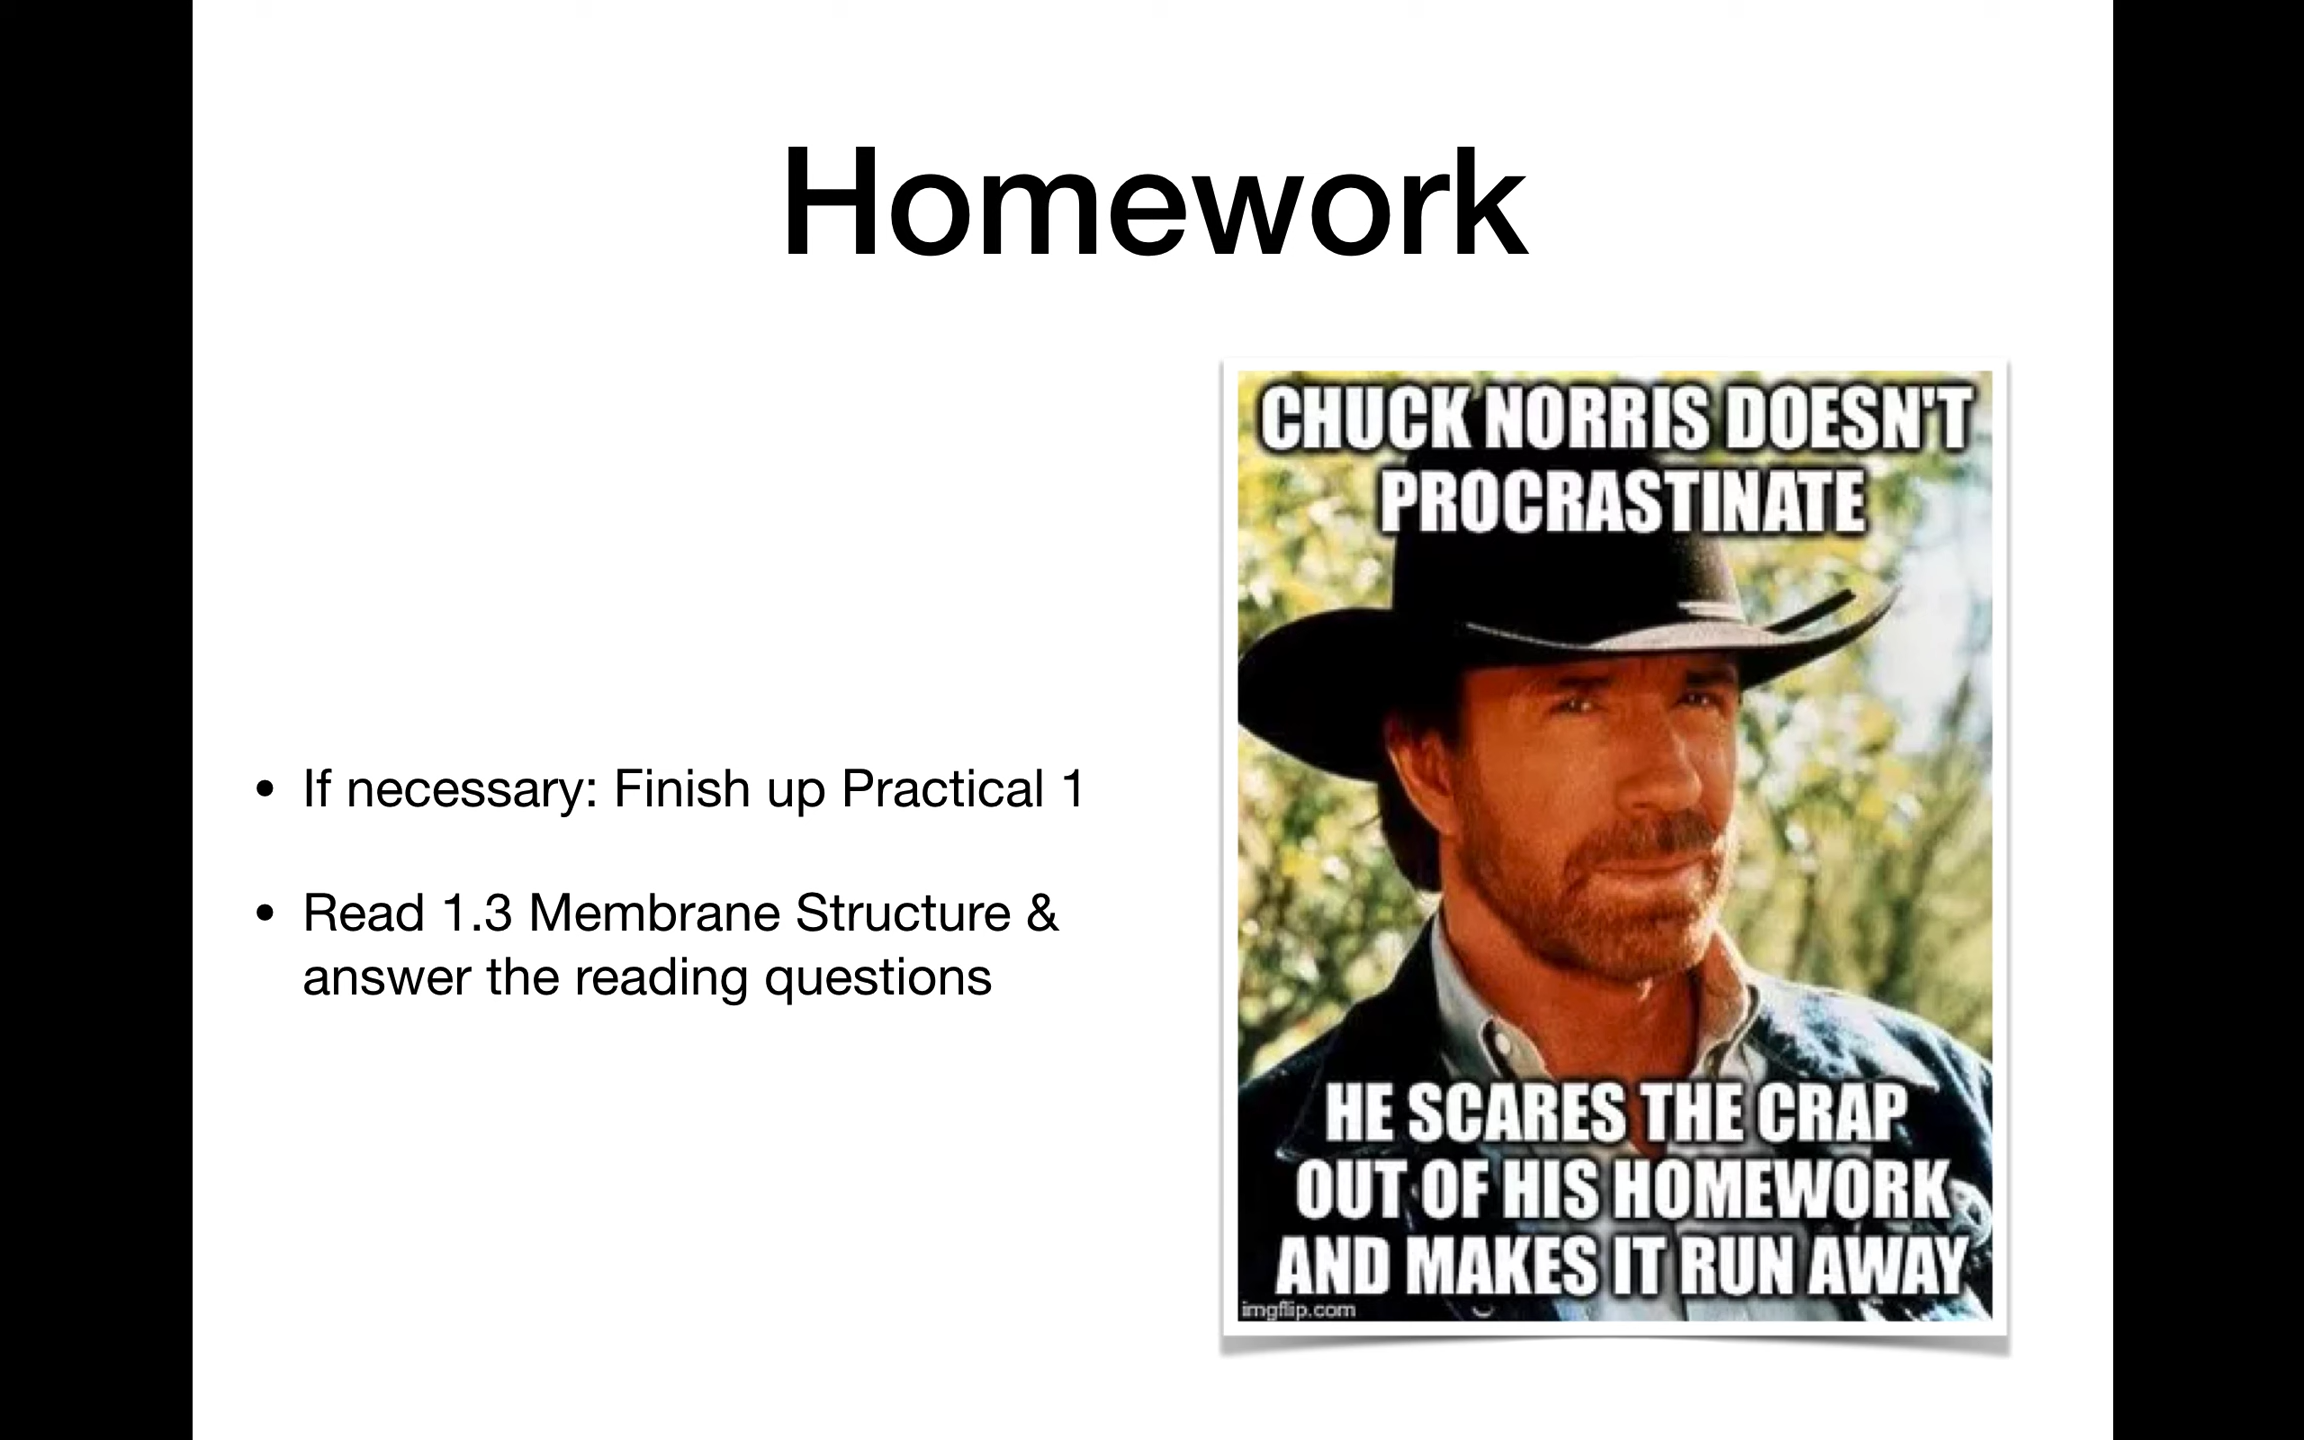 Homework
• If necessary: Finish up Practical 1
• Read 1.3 Membrane Structure &
answer the reading questions
CHUCK NORRIS DOESN'T
PROCRASTINATE
HE SCARES THE CRAP
OUT OF HIS HOMEWORK
AND MAKES IT RUN AWAY
imgflip.com